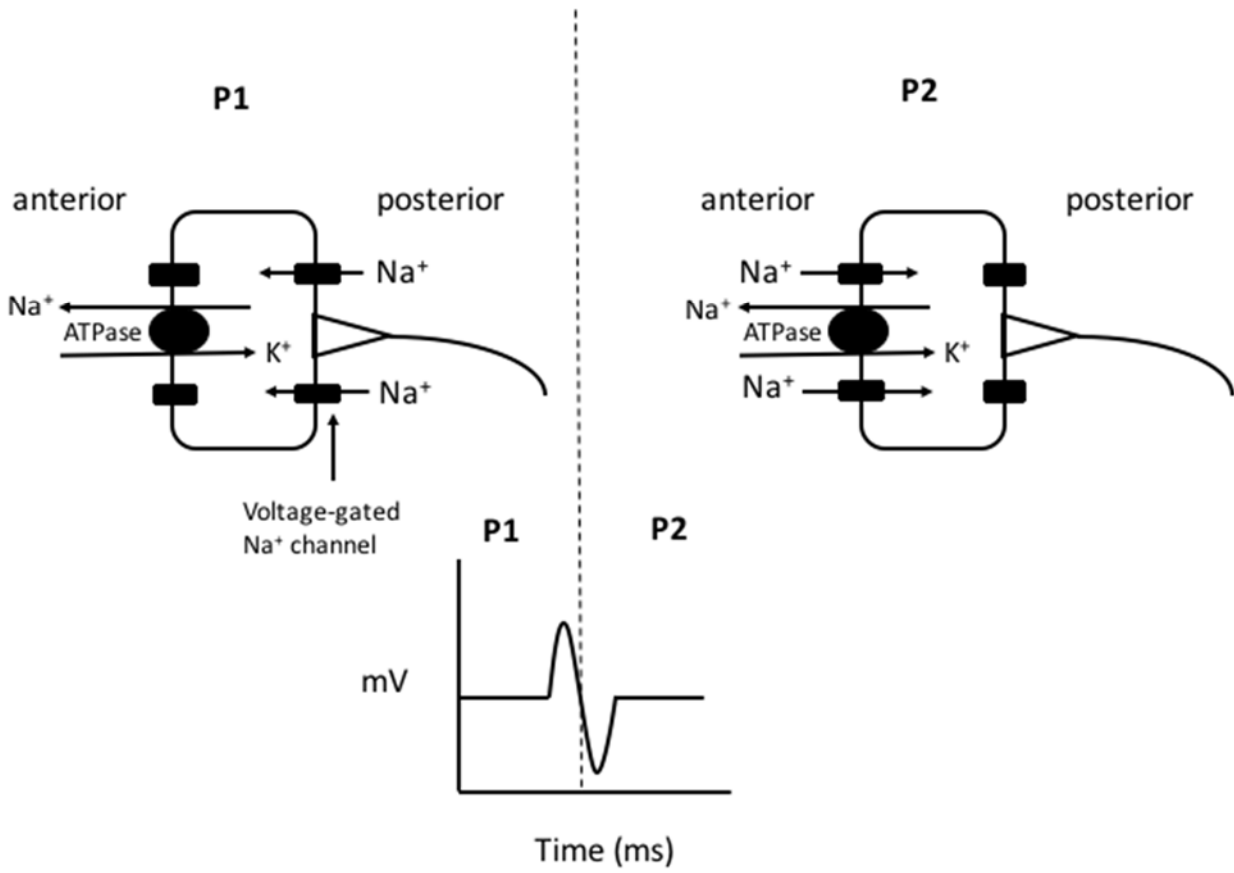 P1
anterior
posterior
Na⁺
Na⁺
ATPase
K⁺
Na⁺
Voltage-gated
Na⁺ channel
P2
anterior
posterior
Na⁺
Na⁺
ATPase
K⁺
Na⁺
P1
P2
mV
Time (ms)